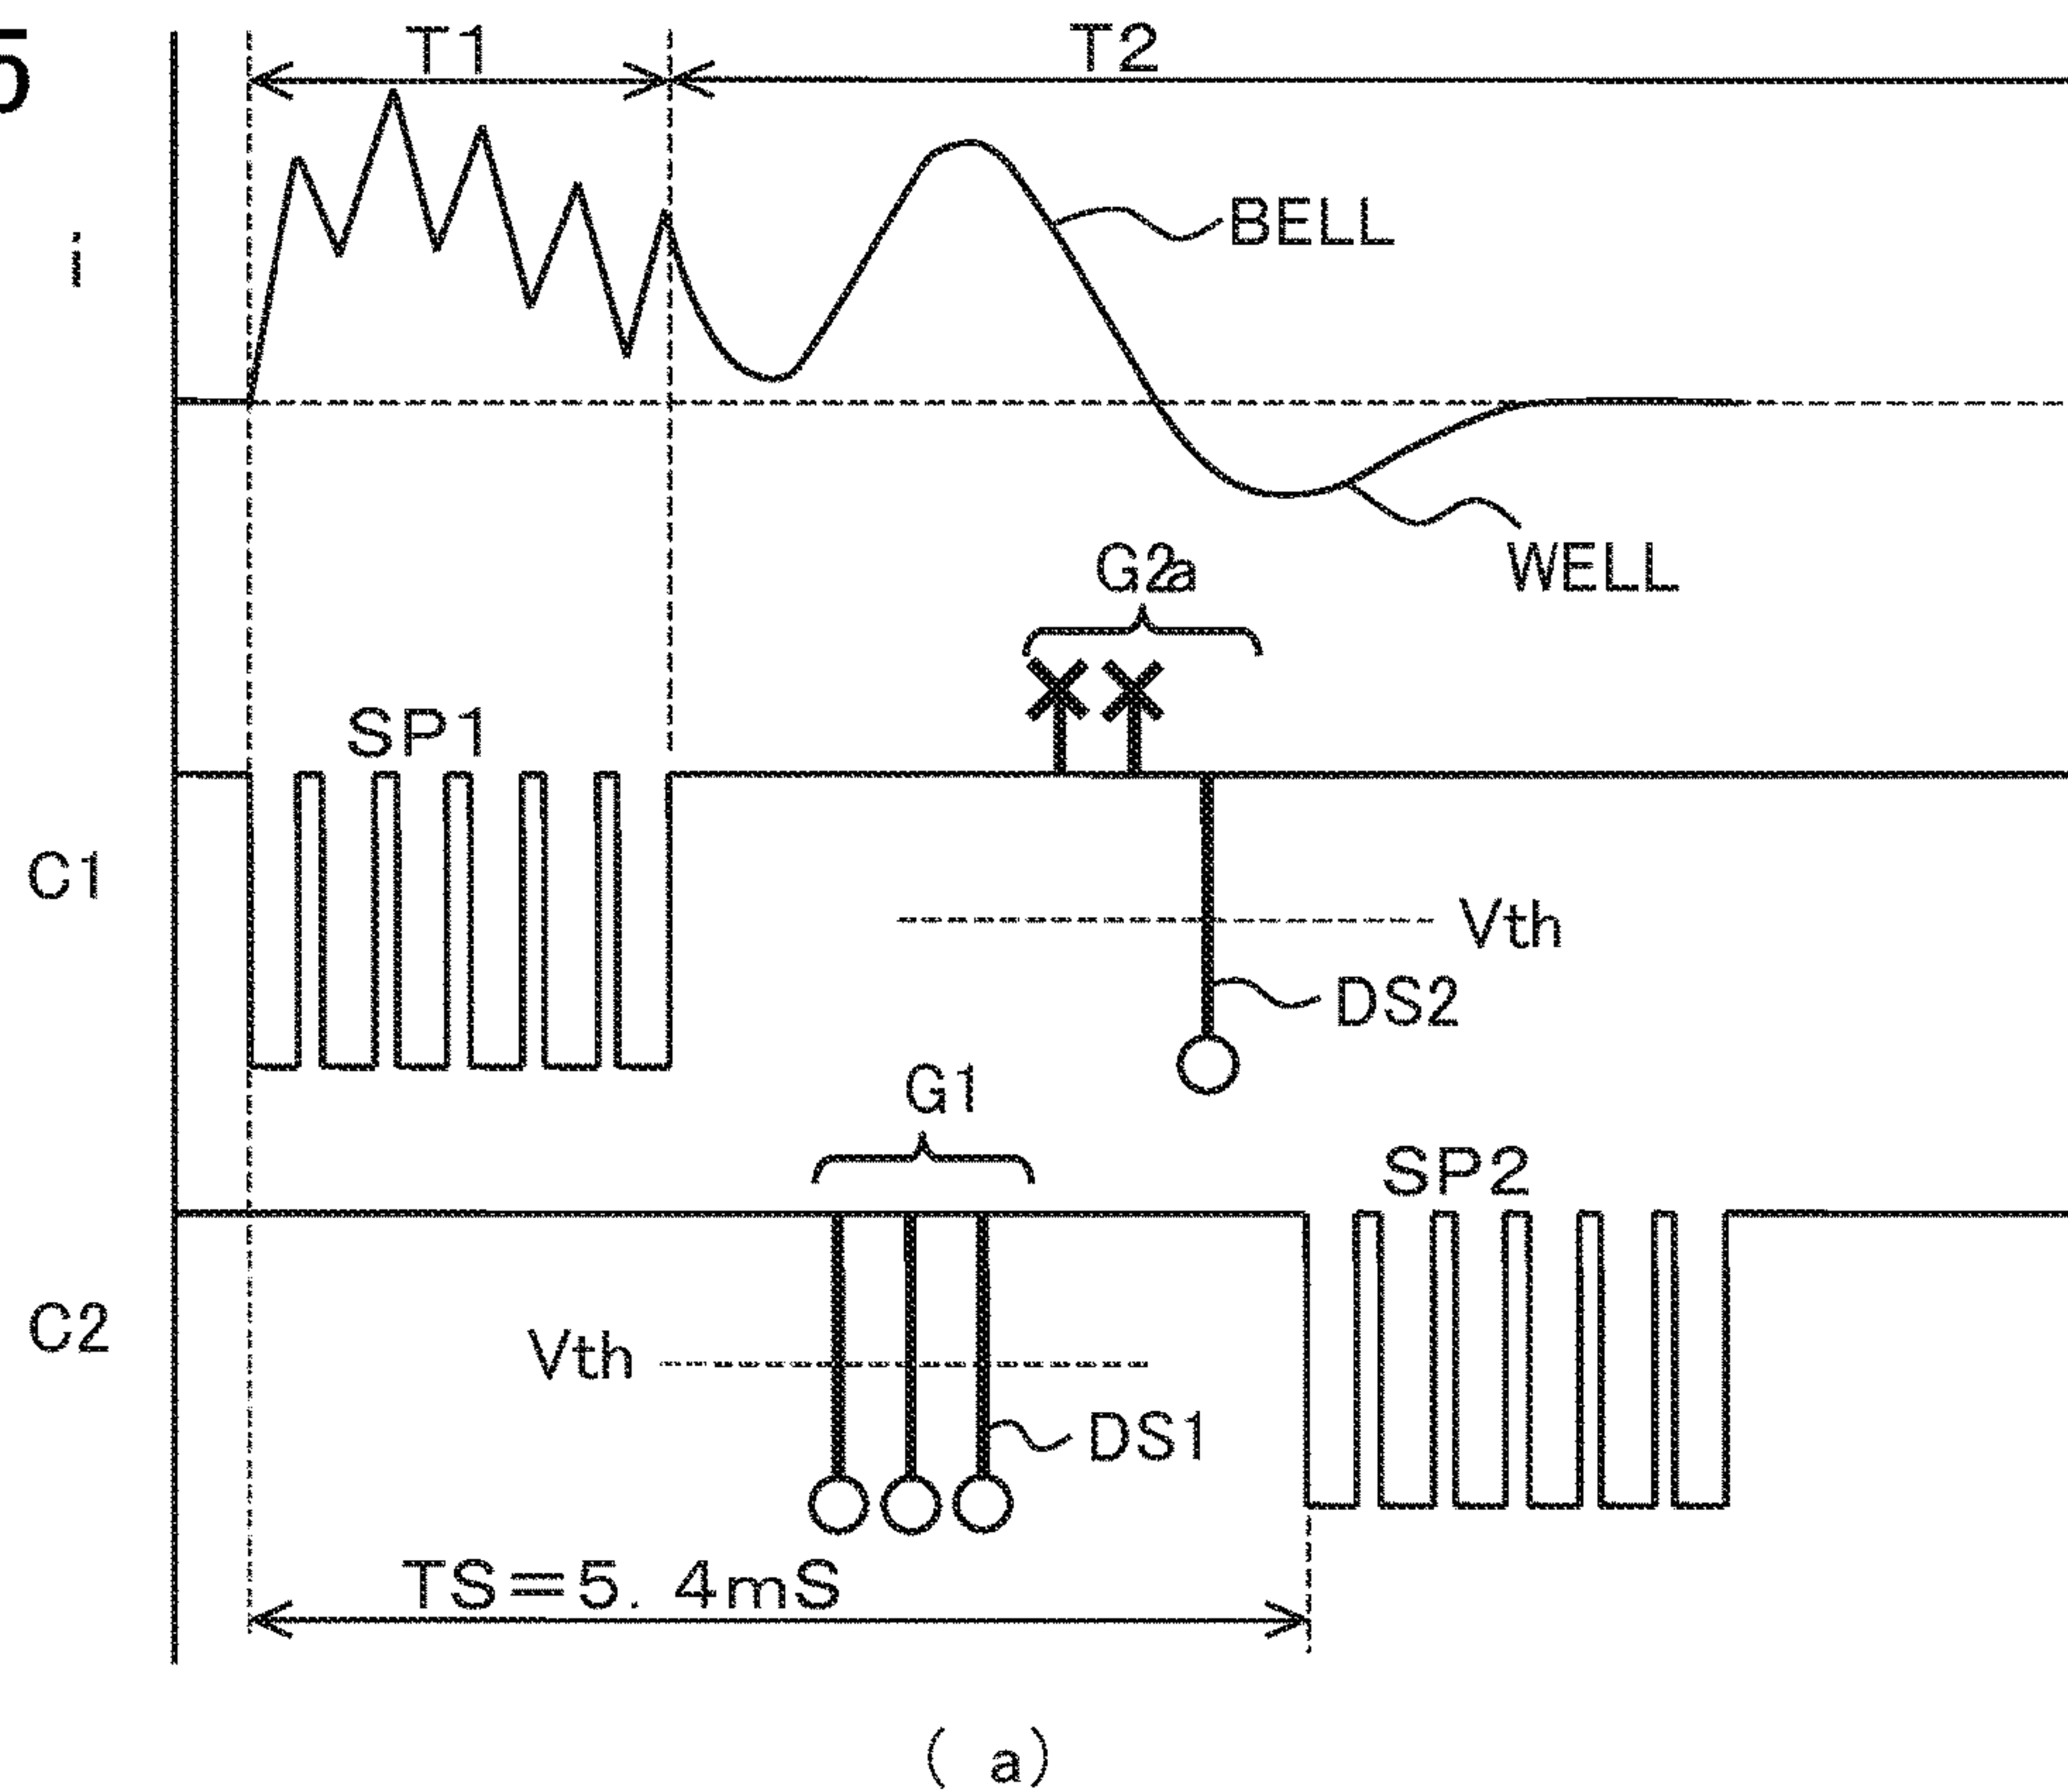 5
T1
T2
i
BELL
WELL
G2a
SP1
C1
Vth
DS2
G1
SP2
C2
Vth
DS1
TS=5. 4mS
( a)